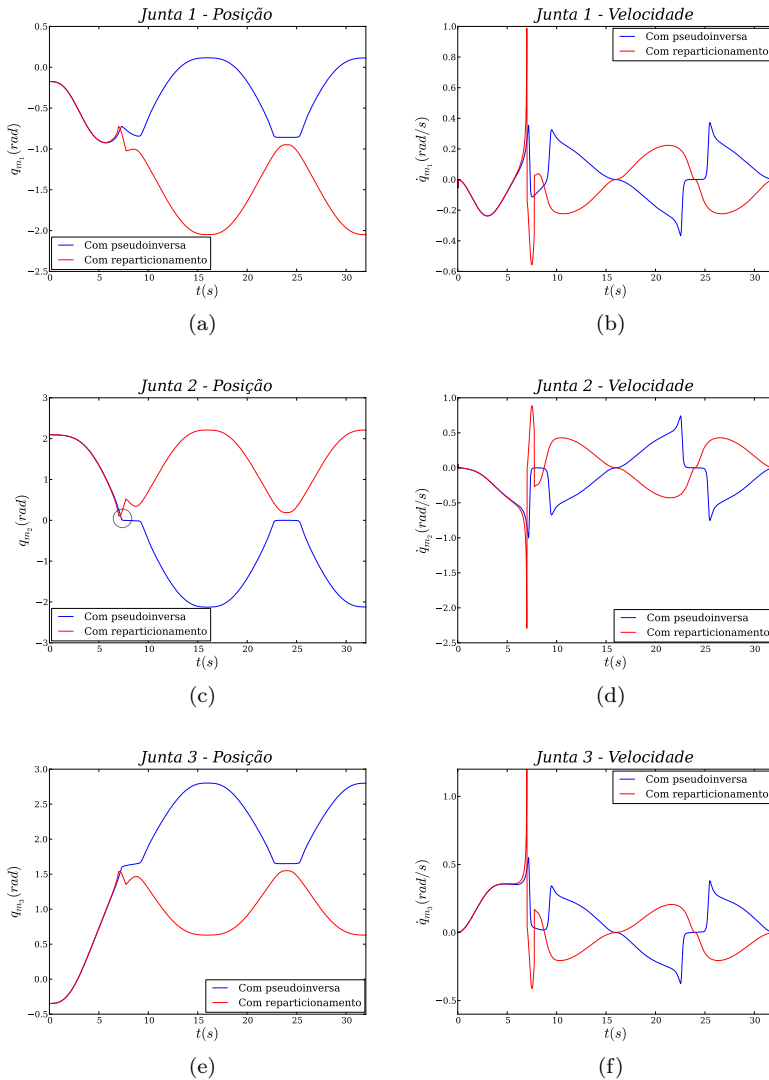 Junta 1 - Posição
0.5
0.0
−0.5
−1.0
−1.5
−2.0
−2.5
q_{m_1}(rad)
Com pseudoinversa
Com reparticionamento
0 5 10 15 20 25 30
t(s)
(a)
Junta 1 - Velocidade
1.0
0.8
0.6
0.4
0.2
0.0
−0.2
−0.4
−0.6
q̇_{m_1}(rad/s)
Com pseudoinversa
Com reparticionamento
0 5 10 15 20 25 30
t(s)
(b)
Junta 2 - Posição
3
2
1
0
−1
−2
−3
q_{m_2}(rad)
Com pseudoinversa
Com reparticionamento
0 5 10 15 20 25 30
t(s)
(c)
Junta 2 - Velocidade
1.0
0.5
0.0
−0.5
−1.0
−1.5
−2.0
−2.5
q̇_{m_2}(rad/s)
Com pseudoinversa
Com reparticionamento
0 5 10 15 20 25 30
t(s)
(d)
Junta 3 - Posição
3.0
2.5
2.0
1.5
1.0
0.5
0.0
−0.5
q_{m_3}(rad)
Com pseudoinversa
Com reparticionamento
0 5 10 15 20 25 30
t(s)
(e)
Junta 3 - Velocidade
1.0
0.5
0.0
−0.5
q̇_{m_3}(rad/s)
Com pseudoinversa
Com reparticionamento
0 5 10 15 20 25 30
t(s)
(f)